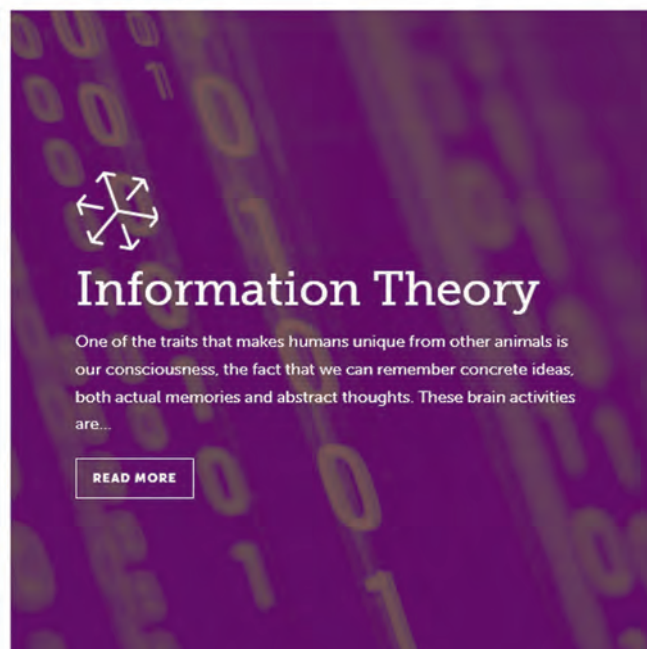 Information Theory
One of the traits that makes humans unique from other animals is
our consciousness, the fact that we can remember concrete ideas,
both actual memories and abstract thoughts. These brain activities
are...
READ MORE